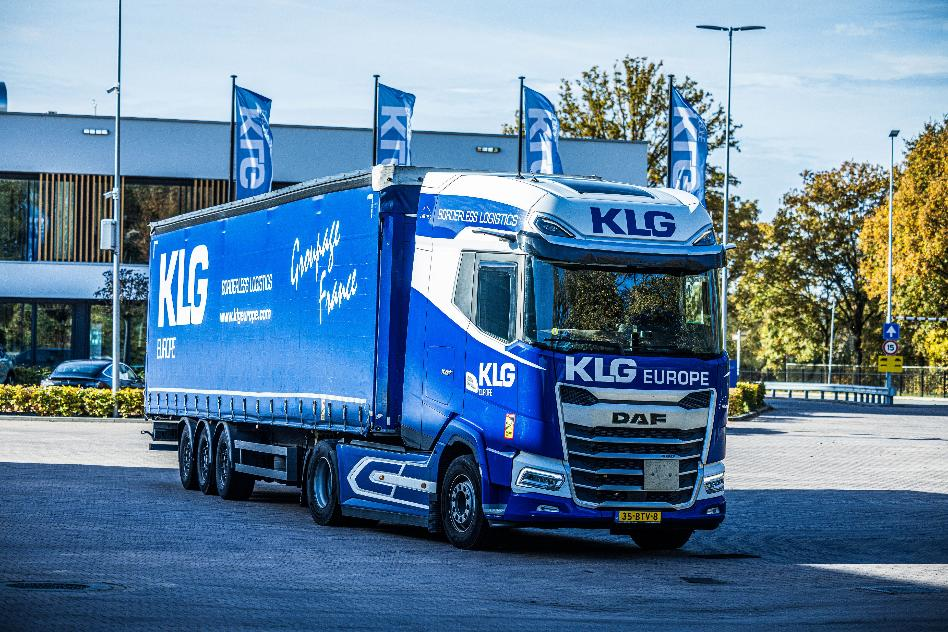 KLG
KLG
KLG
KLG
KLG
EUROPE
BORDERLESS LOGISTICS
www.klgeurope.com
Groupage
France
BORDERLESS LOGISTICS
KLG
KLG
EUROPE
KLG EUROPE
DAF
35-BTV-8
15